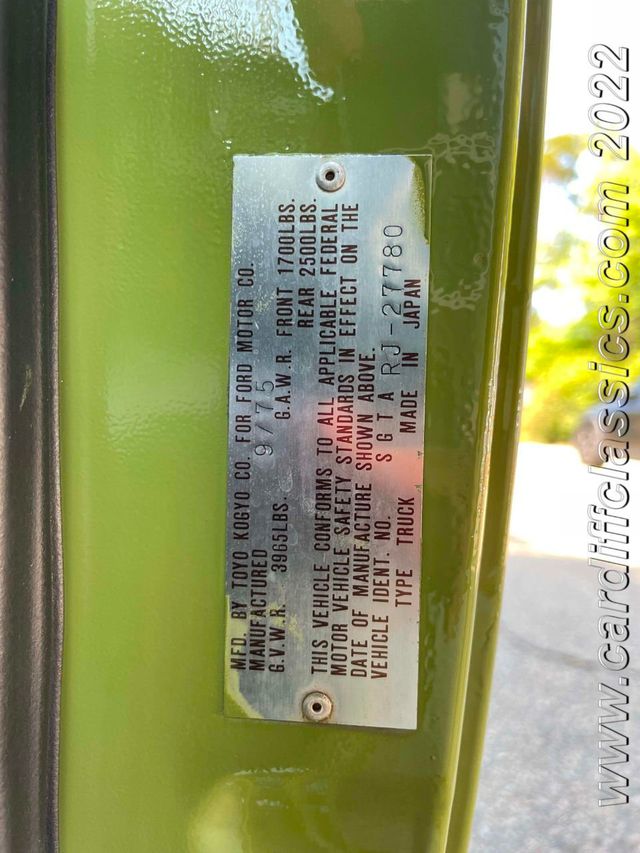 MFD. BY TOYO KOGYO CO. FOR FORD MOTOR CO.
MANUFACTURED 9/75
G.V.W.R. 3965LBS. G.A.W.R. FRONT 1700LBS.
REAR 2500LBS.
THIS VEHICLE CONFORMS TO ALL APPLICABLE FEDERAL
MOTOR VEHICLE SAFETY STANDARDS IN EFFECT ON THE
DATE OF MANUFACTURE SHOWN ABOVE.
VEHICLE IDENT. NO. SGTARJ-27780
TYPE TRUCK MADE IN JAPAN
www.cardiffclassics.com 2022